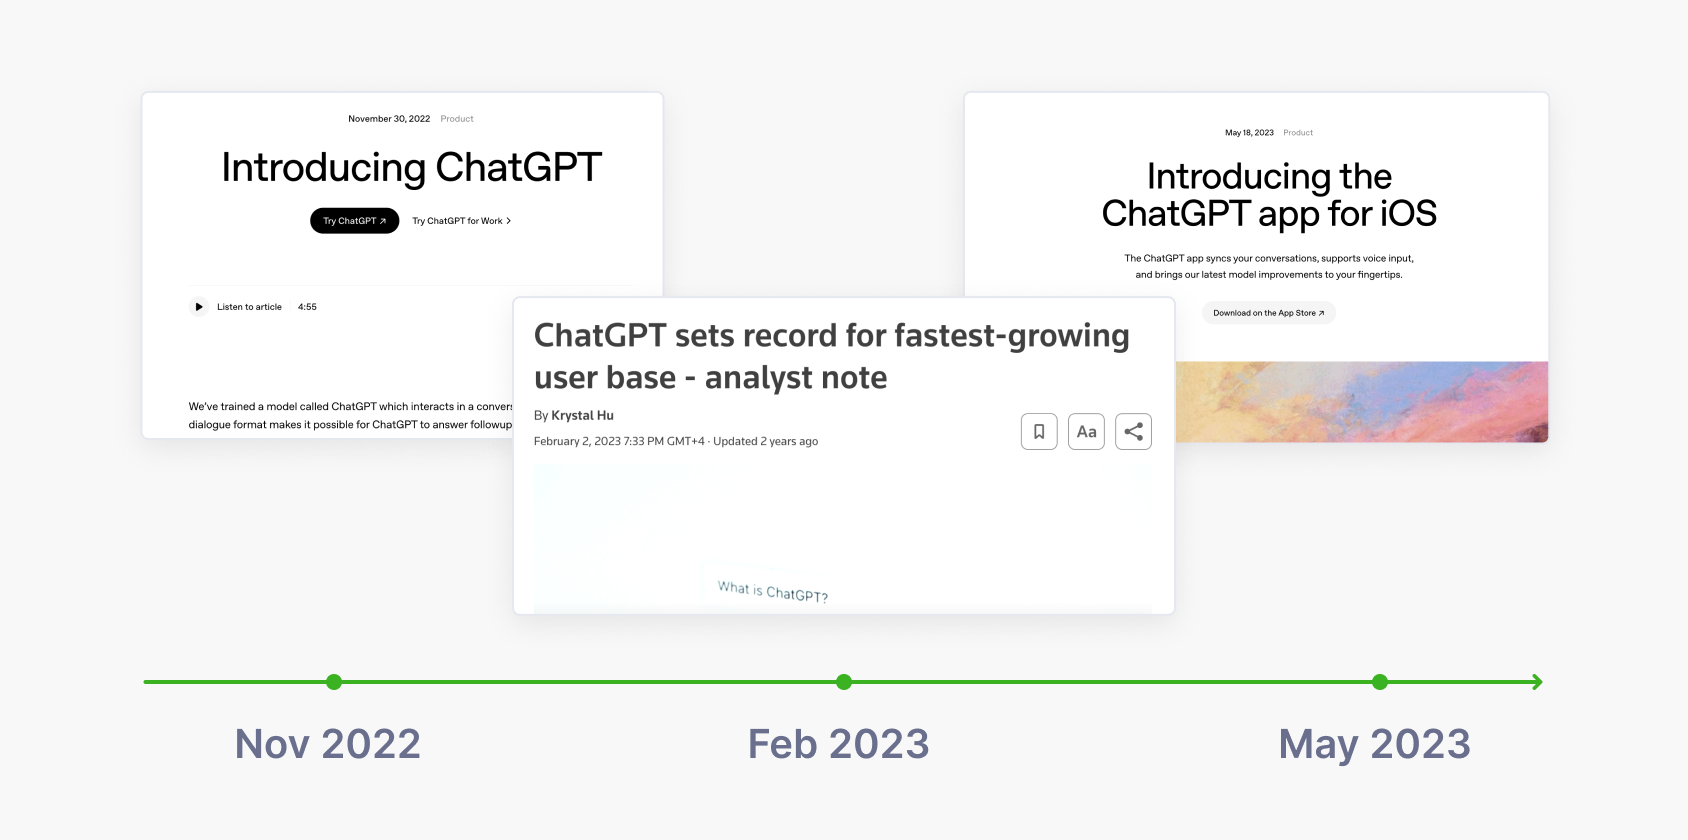 November 30, 2022 Product
Introducing ChatGPT
Try ChatGPT ↗ Try ChatGPT for Work >
Listen to article 4:55
We've trained a model called ChatGPT which interacts in a convers
dialogue format makes it possible for ChatGPT to answer followup
ChatGPT sets record for fastest-growing
user base - analyst note
By Krystal Hu
February 2, 2023 7:33 PM GMT+4 · Updated 2 years ago
Aa
What is ChatGPT?
May 18, 2023 Product
Introducing the
ChatGPT app for iOS
The ChatGPT app syncs your conversations, supports voice input,
and brings our latest model improvements to your fingertips.
Download on the App Store ↗
Nov 2022
Feb 2023
May 2023